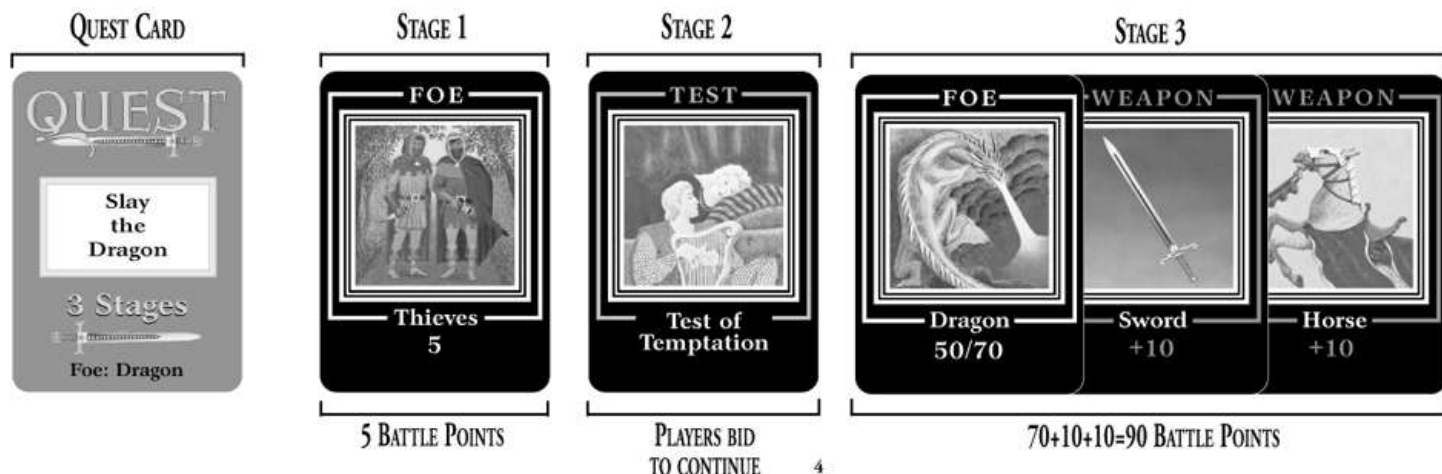 QUEST CARD
STAGE 1
STAGE 2
STAGE 3
QUEST
Slay
the
Dragon
3 Stages
Foe: Dragon
FOE
Thieves
5
TEST
Test of
Temptation
FOE
Dragon
50/70
WEAPON
Sword
+10
WEAPON
Horse
+10
5 BATTLE POINTS
PLAYERS BID
TO CONTINUE
70+10+10=90 BATTLE POINTS
4